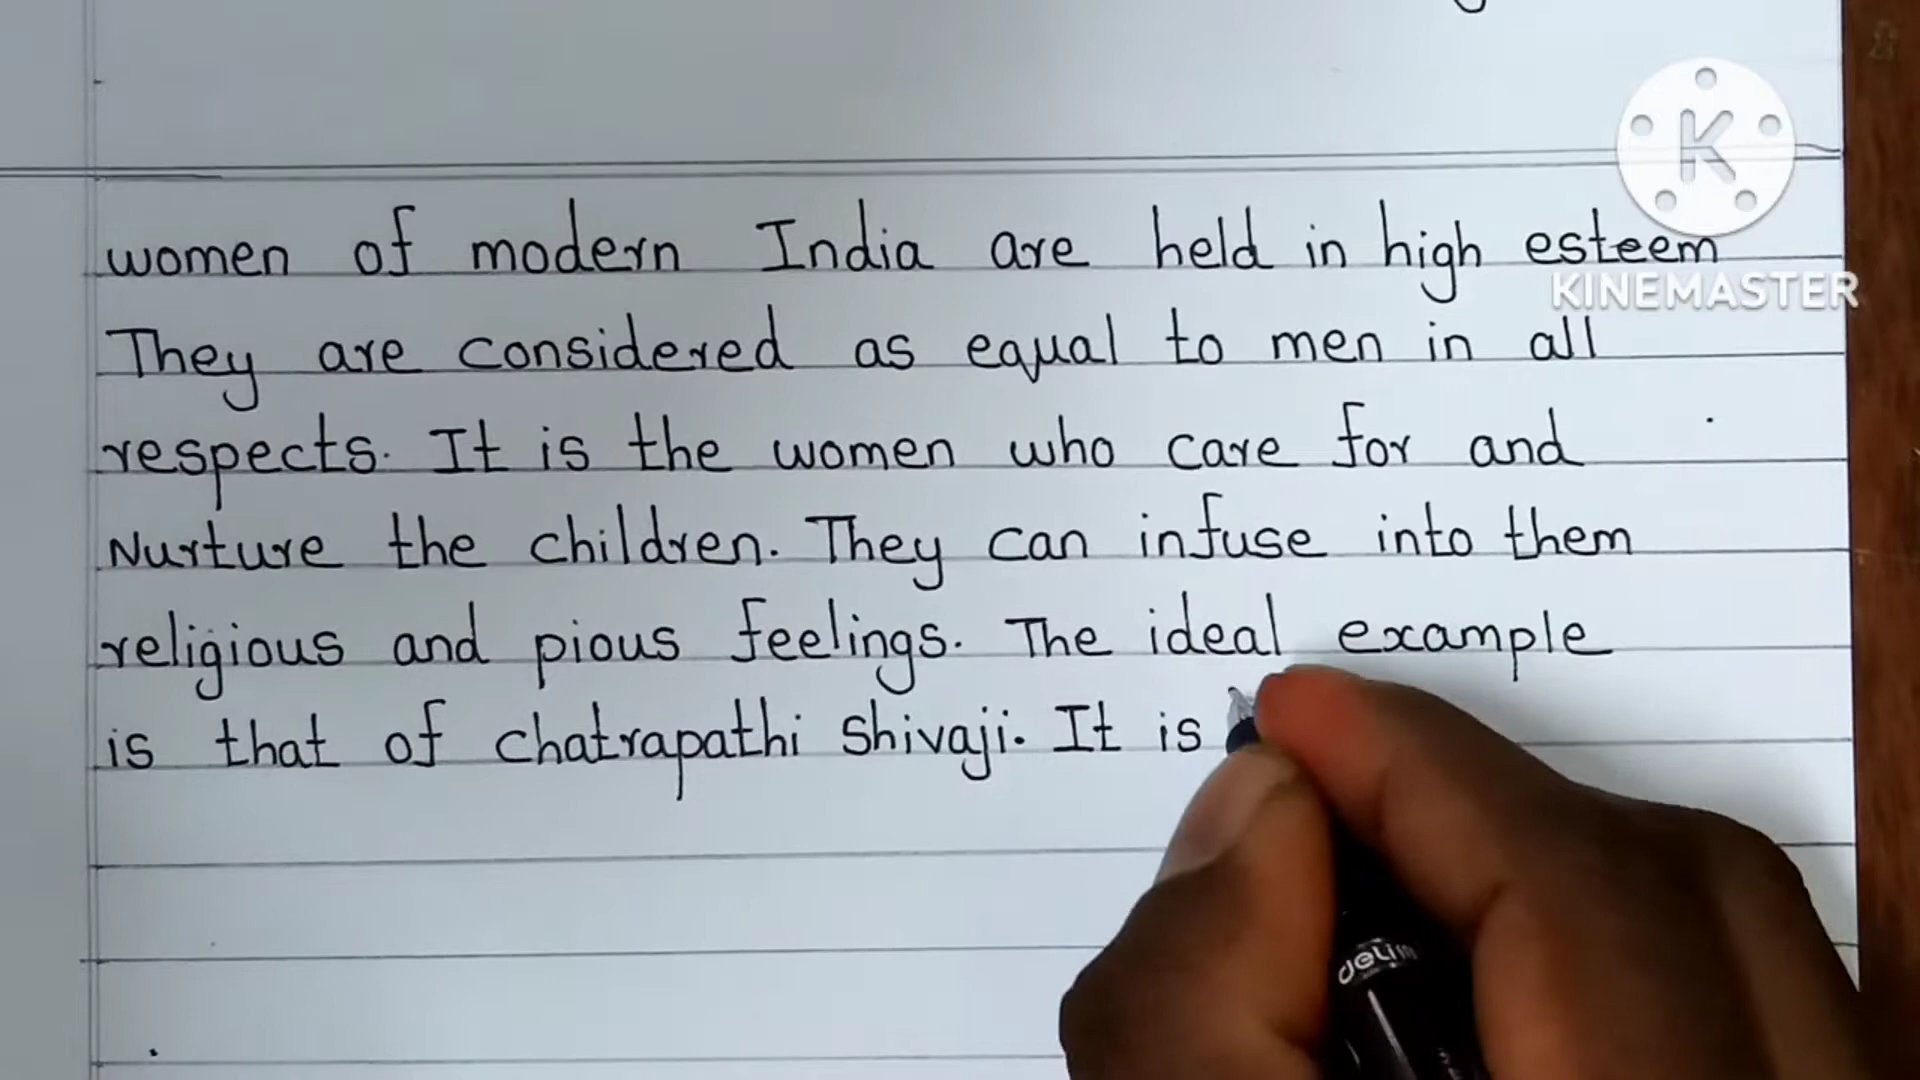 K
women of modern India are held in high esteem
KINEMASTER
They are considered as equal to men in all
respects. It is the women who care for and
Nurture the children. They can infuse into them
religious and pious feelings. The ideal example
is that of chatrapathi shivaji. It is